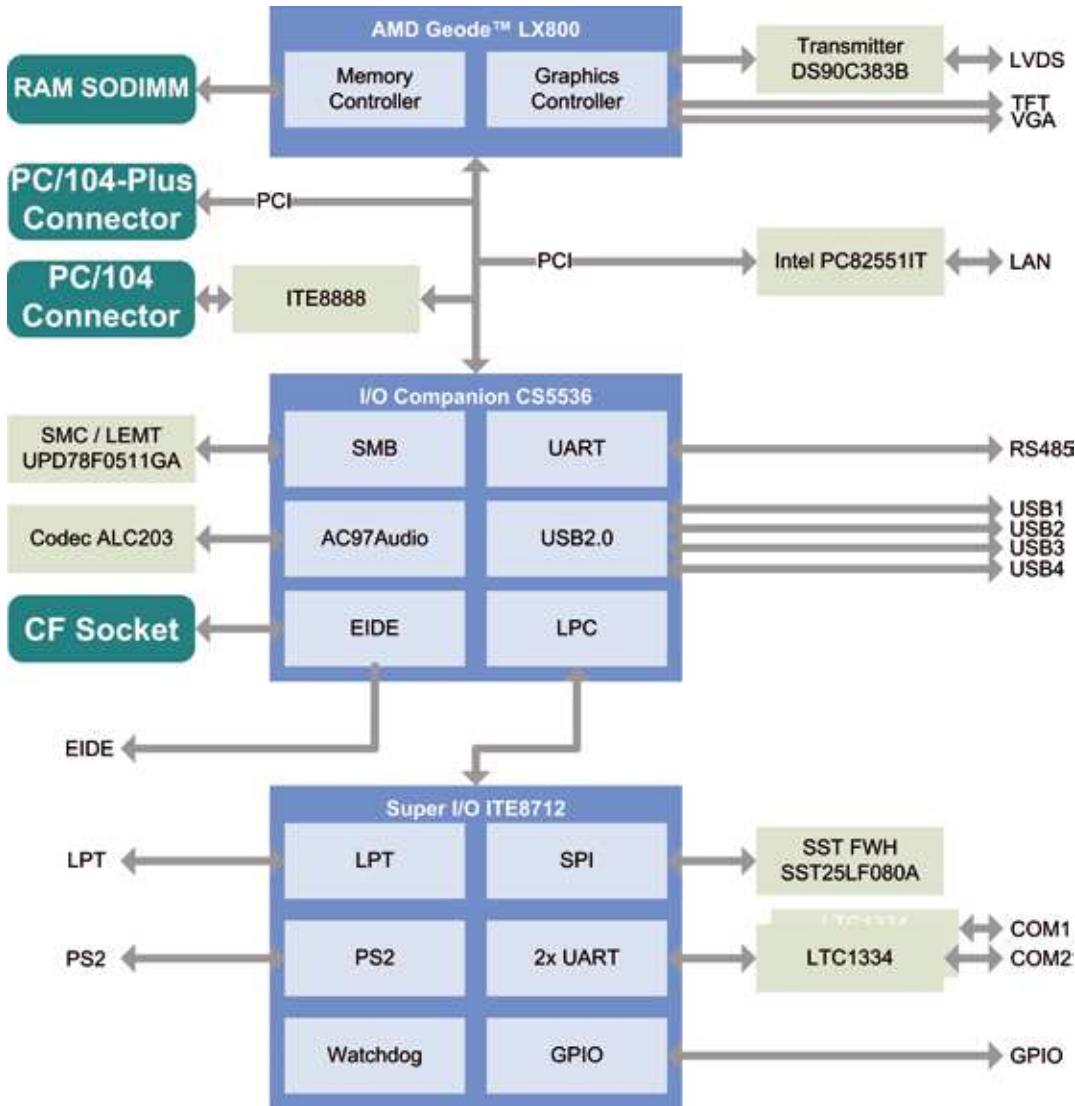 AMD Geode™ LX800
Memory
Controller
Graphics
Controller
Transmitter
DS90C383B
LVDS
TFT
VGA
RAM SODIMM
PC/104-Plus
Connector
PCI
PCI
Intel PC82551IT
LAN
PC/104
Connector
ITE8888
I/O Companion CS5536
SMC / LEMT
UPD78F0511GA
SMB
UART
RS485
Codec ALC203
AC97Audio
USB2.0
USB1
USB2
USB3
USB4
CF Socket
EIDE
LPC
EIDE
Super I/O ITE8712
LPT
LPT
SPI
SST FWH
SST25LF080A
LTC1334
COM1
PS2
PS2
2x UART
LTC1334
COM2
Watchdog
GPIO
GPIO